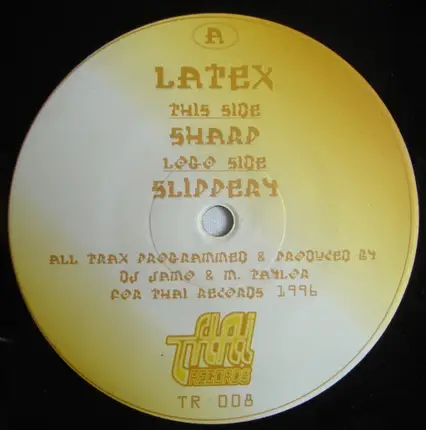 A
LATEX
THIS SIDE
SHARP
LOGO SIDE
SLIPPERY
ALL TRAX PROGRAMMED & PRODUCED BY
DJ JAMO & M. TAYLOR
FOR THAI RECORDS 1996
THAI
RECORDS
TR 008